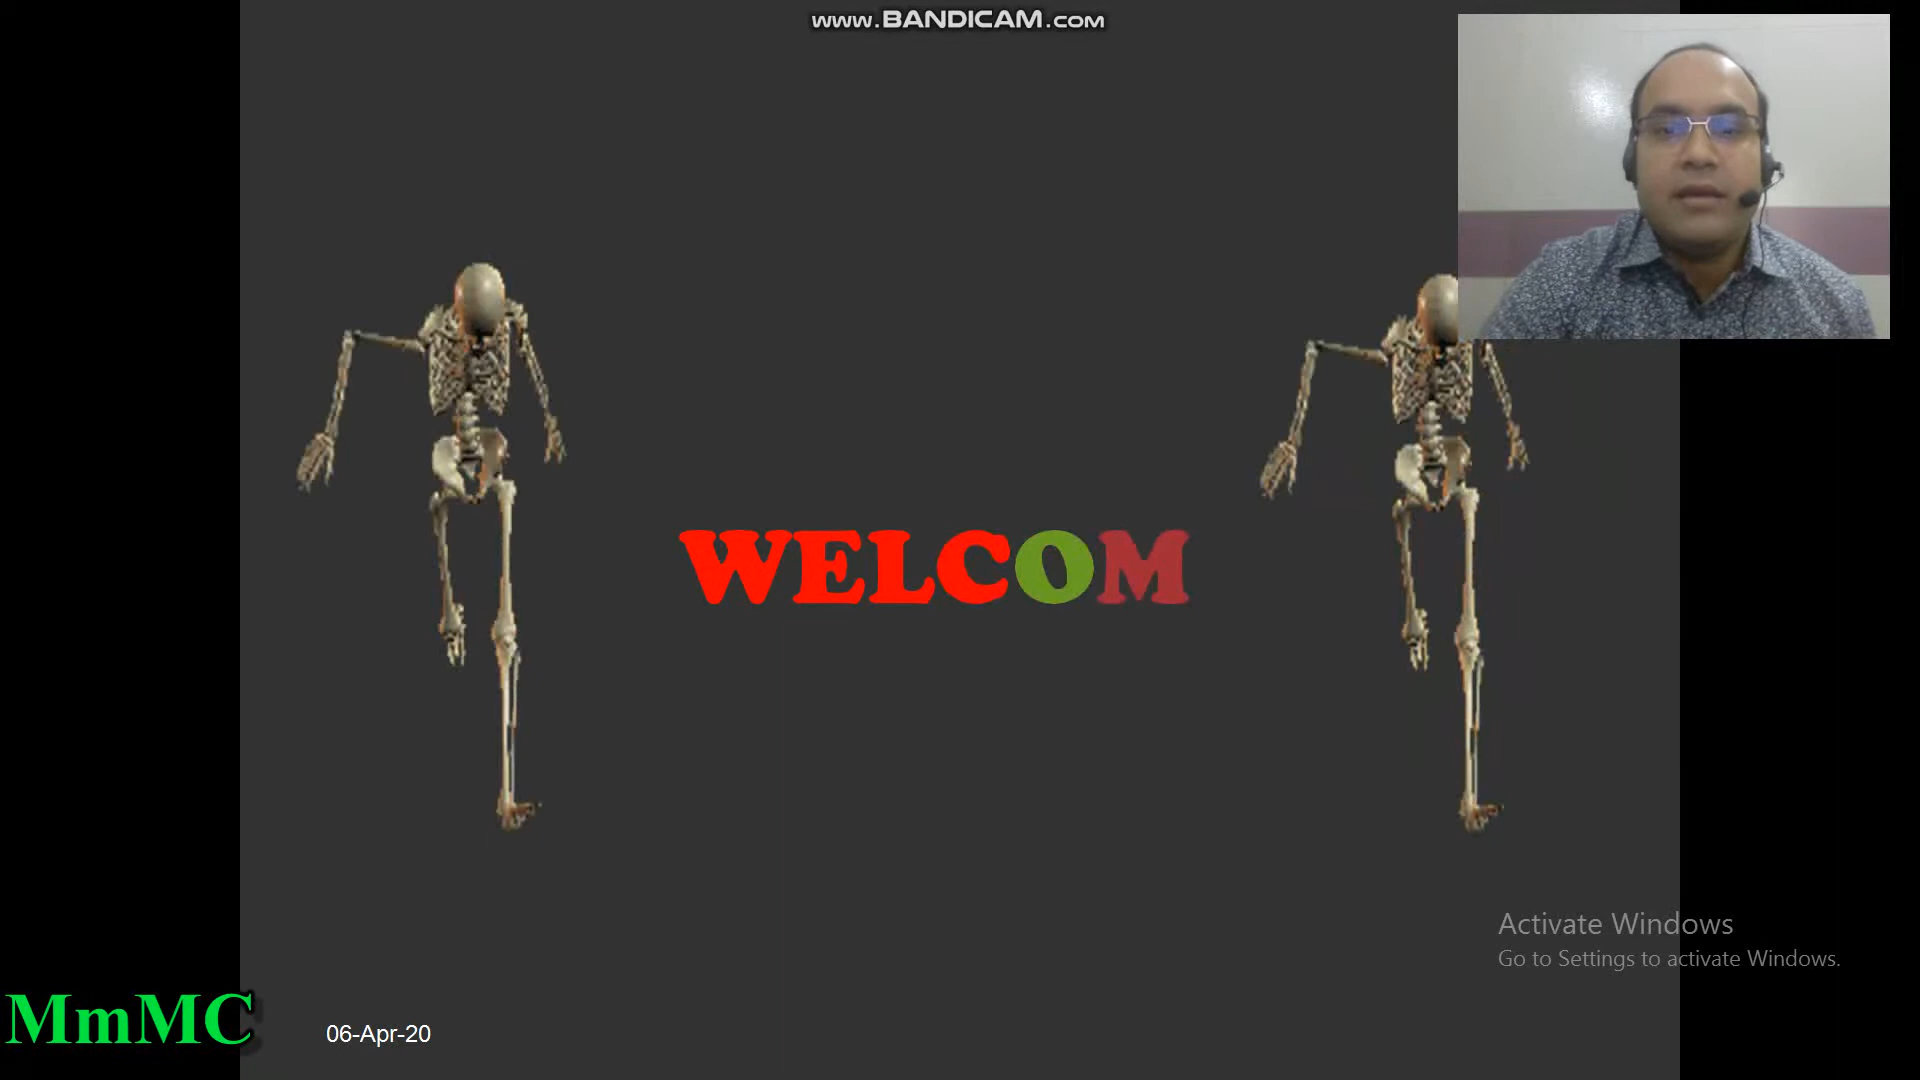 www.BANDICAM.com
WELCOM
Activate Windows
Go to Settings to activate Windows.
MmMC
06-Apr-20